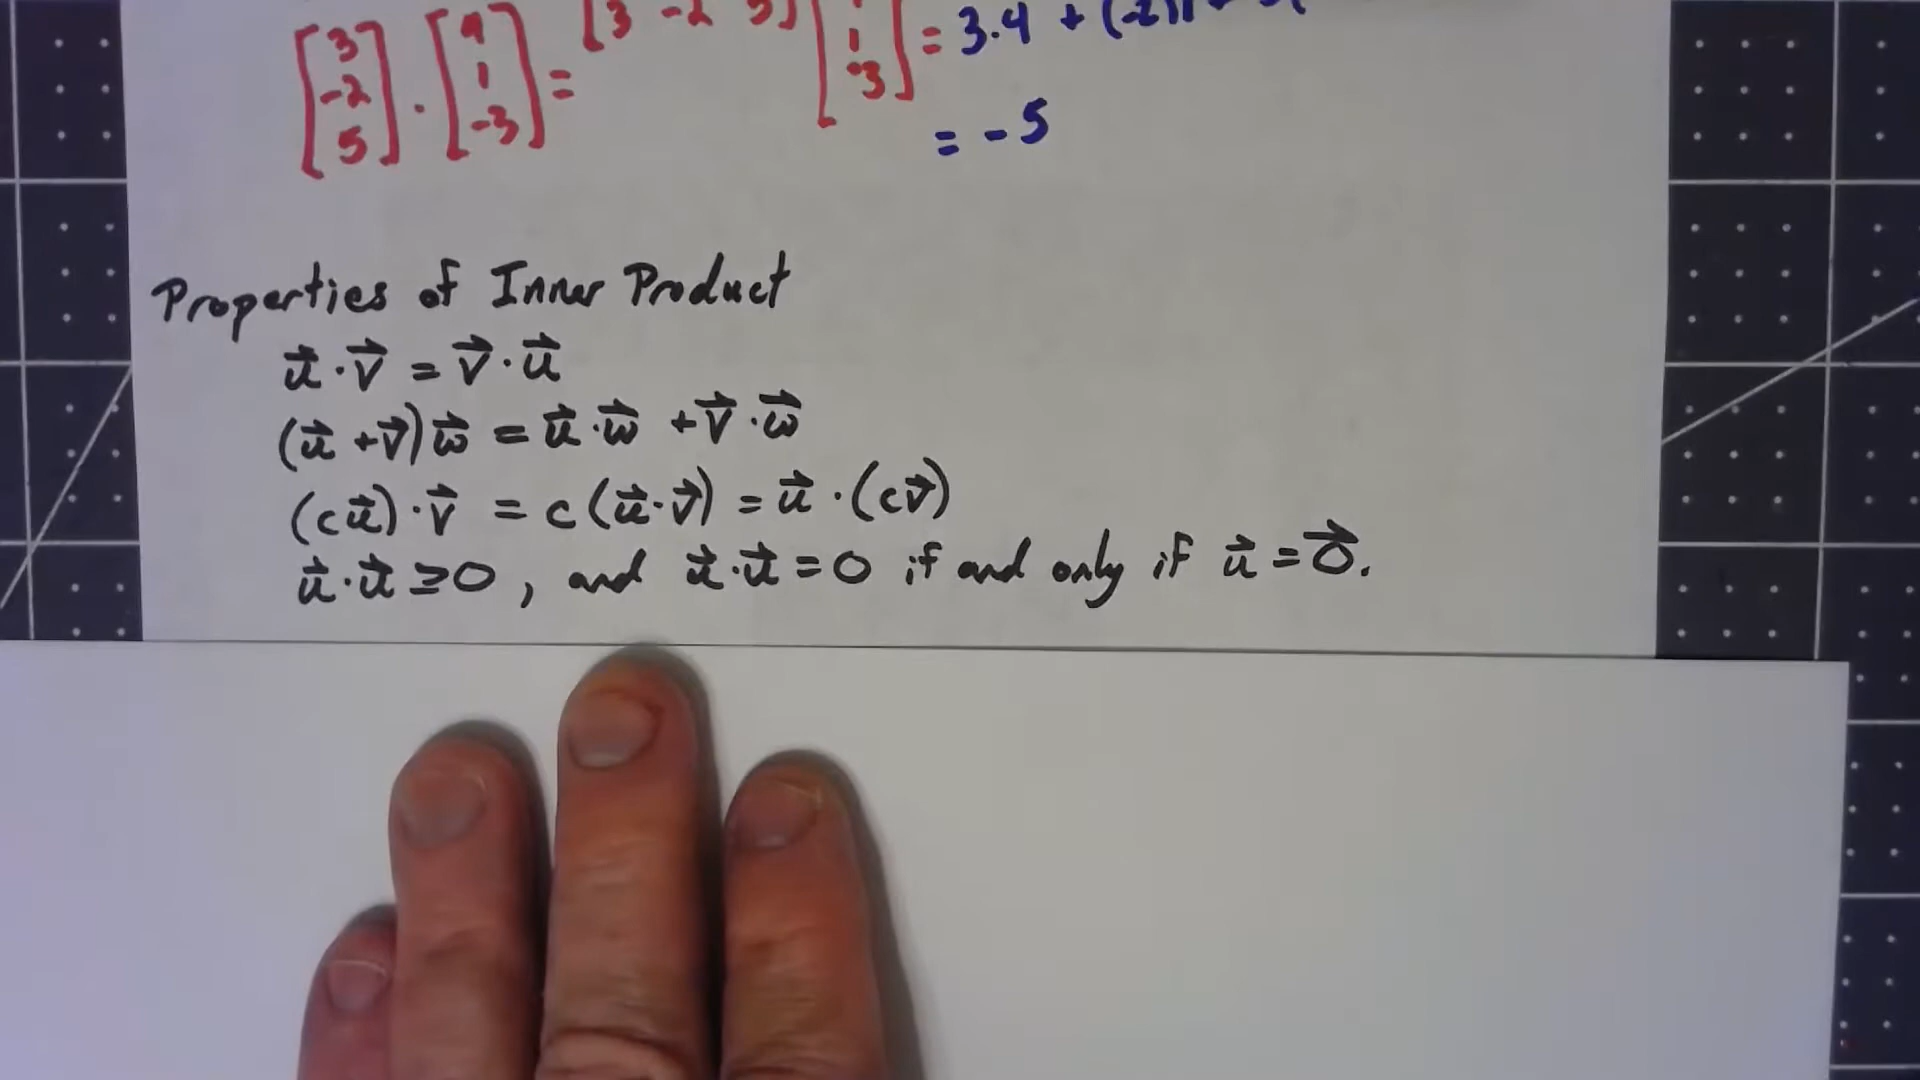 [3 -2 5] · [4 1 -3] = [3 -2 5] [1 -3] = 3·4 + (-2)1 +
= -5
Properties of Inner Product
u⃗ · v⃗ = v⃗ · u⃗
(u⃗ + v⃗) w⃗ = u⃗ · w⃗ + v⃗ · w⃗
(c u⃗) · v⃗ = c (u⃗ · v⃗) = u⃗ · (c v⃗)
u⃗ · u⃗ ≥ 0, and u⃗ · u⃗ = 0 if and only if u⃗ = 0⃗.